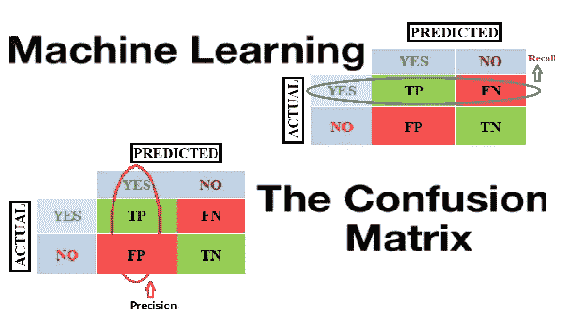 Machine Learning
PREDICTED
YES NO
Recall
ACTUAL
YES TP FN
NO FP TN
PREDICTED
YES NO
ACTUAL
YES TP FN
NO FP TN
Precision
The Confusion
Matrix